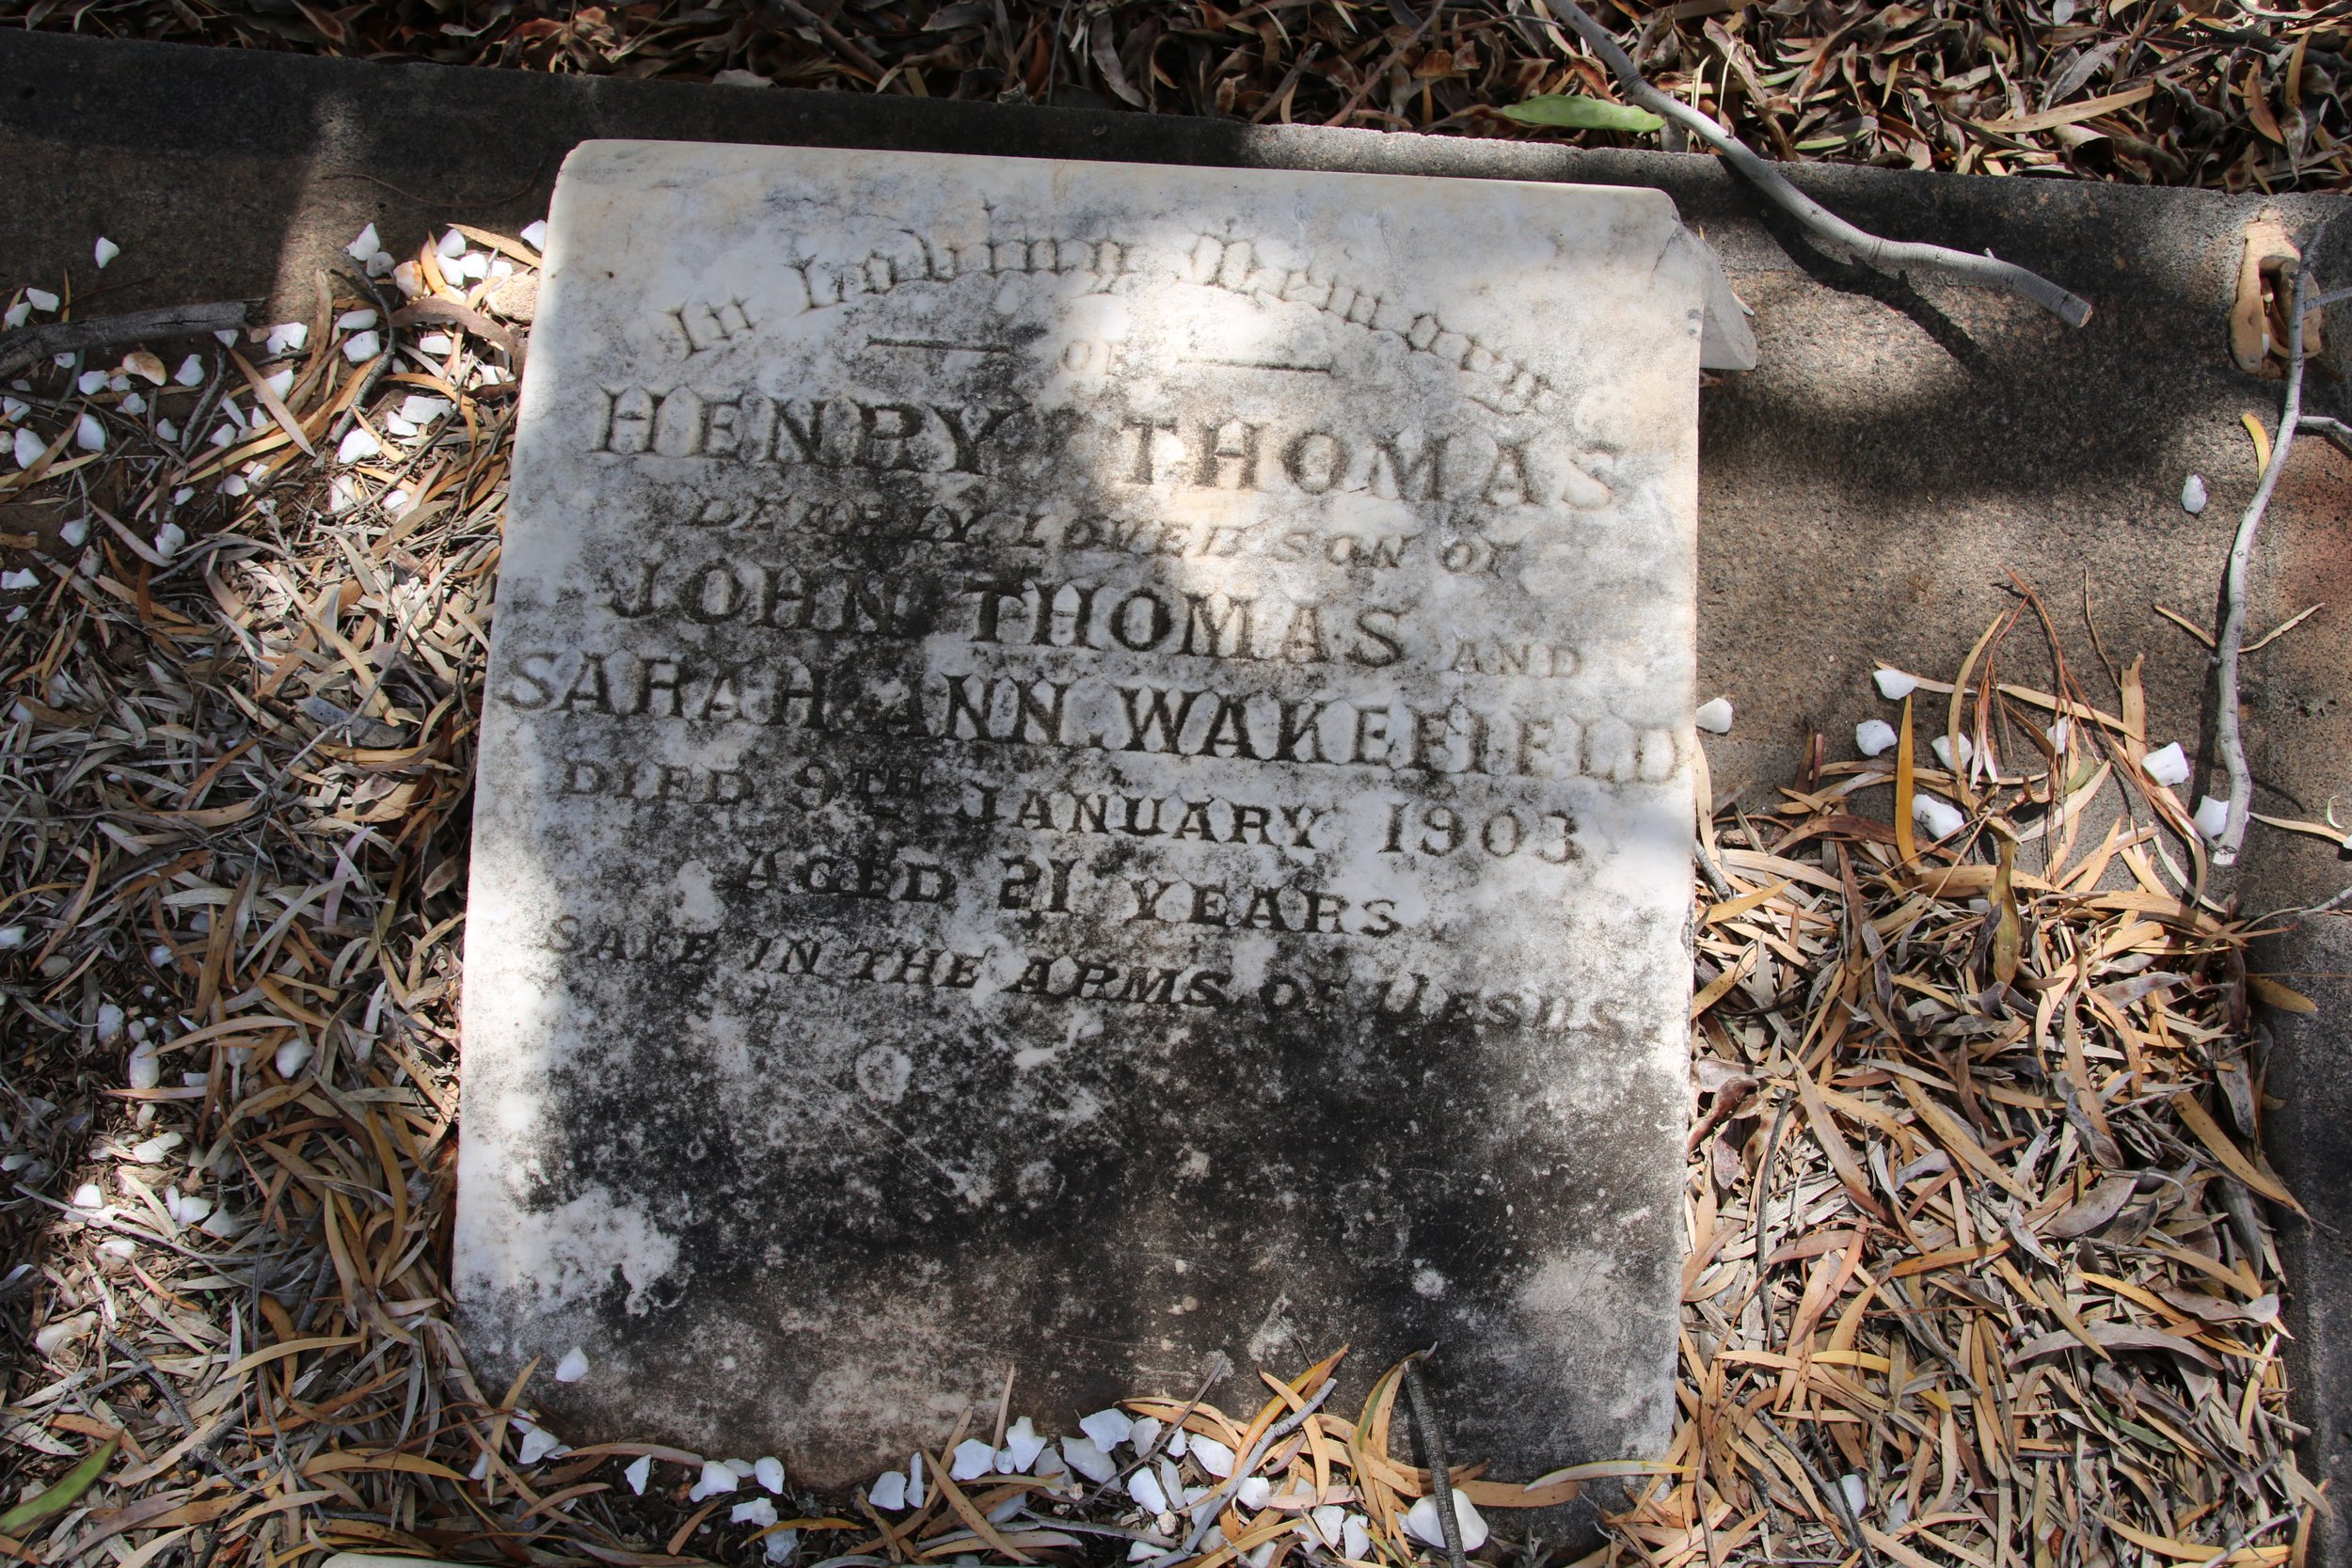 In Loving Memory
OF
HENRY THOMAS
DEARLY LOVED SON OF
JOHN THOMAS AND
SARAH ANN WAKEFIELD
DIED 9TH JANUARY 1903
AGED 21 YEARS.
SAFE IN THE ARMS OF JESUS.